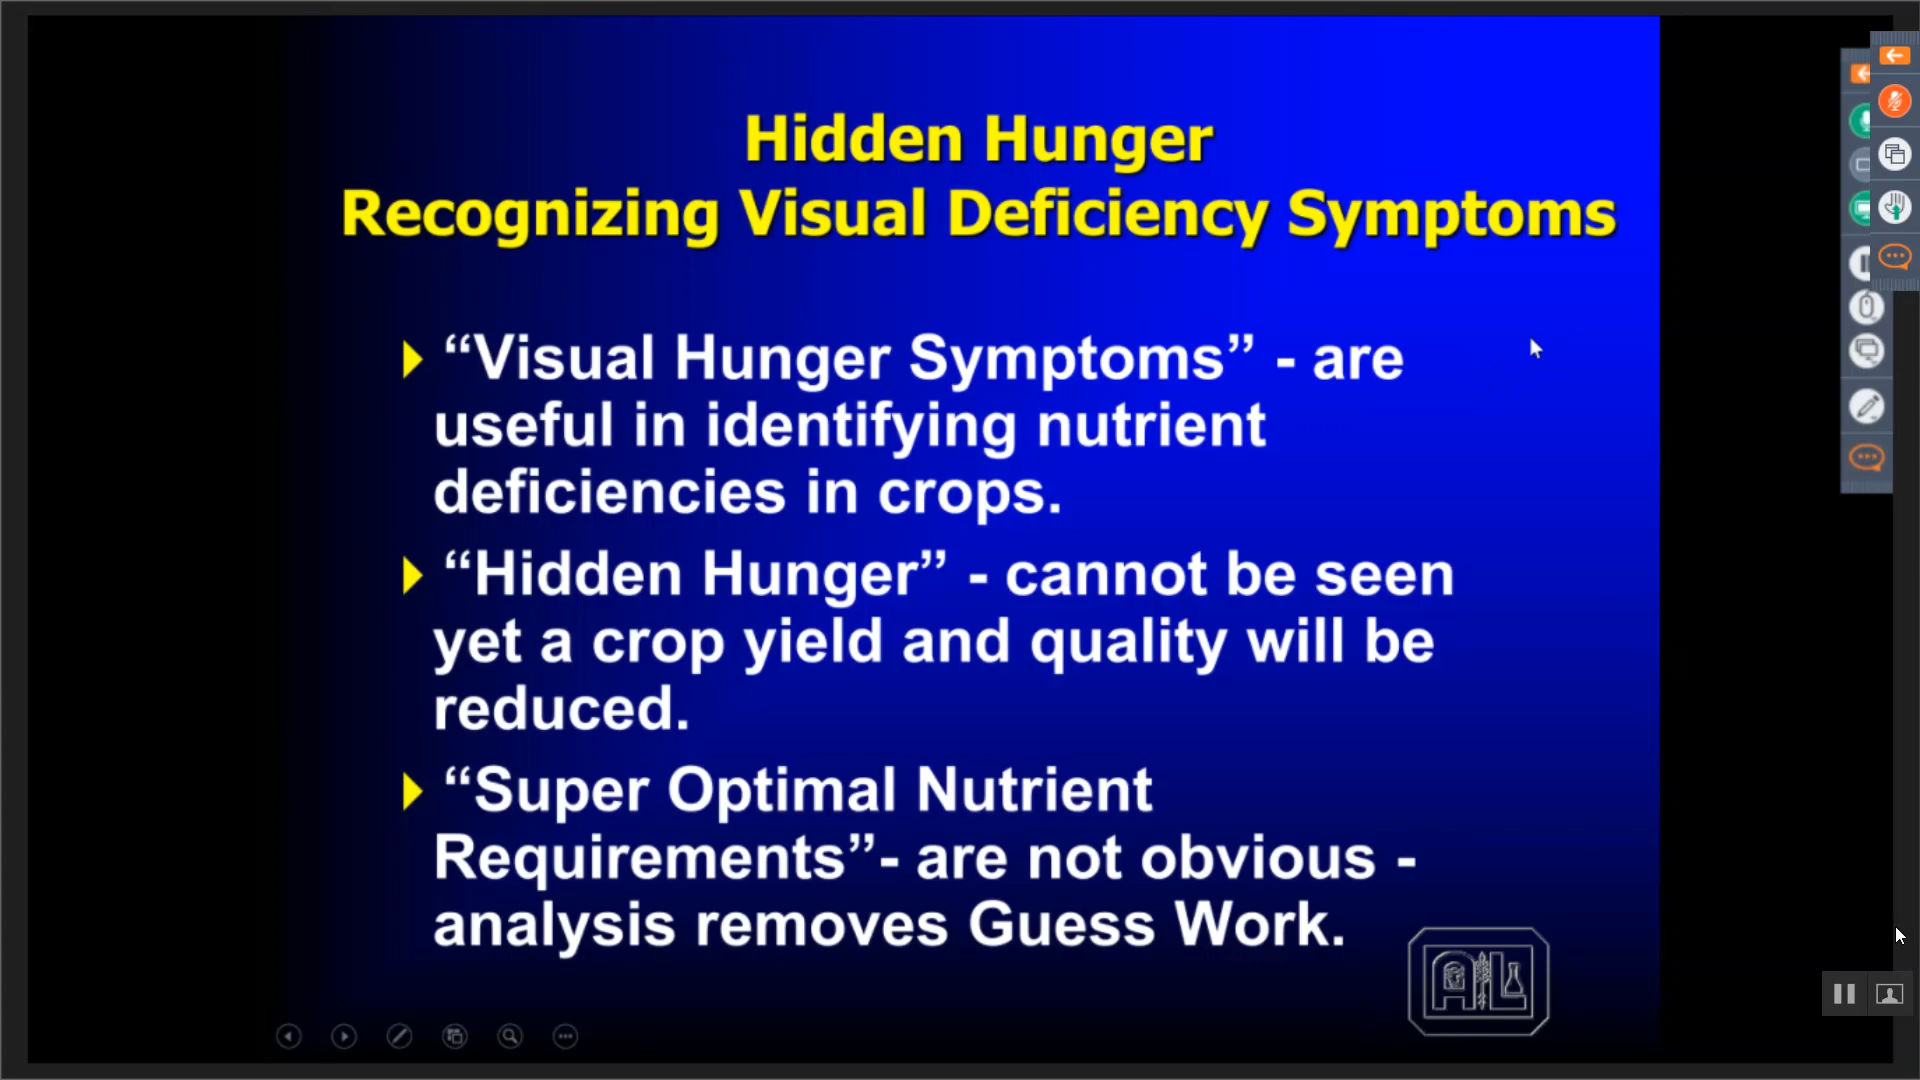 Hidden Hunger
Recognizing Visual Deficiency Symptoms
“Visual Hunger Symptoms” - are
useful in identifying nutrient
deficiencies in crops.
“Hidden Hunger” - cannot be seen
yet a crop yield and quality will be
reduced.
“Super Optimal Nutrient
Requirements”- are not obvious -
analysis removes Guess Work.
AL